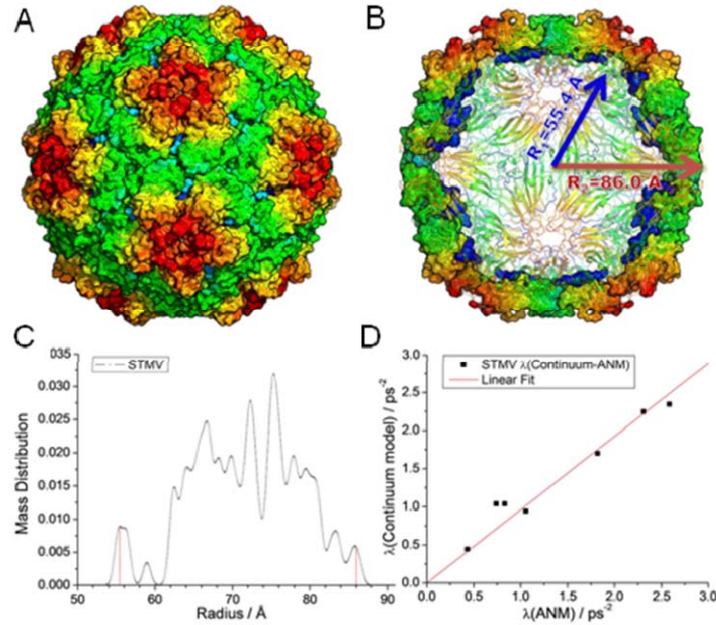 A
B
R₁=55.4 A
R₂=86.0 A
C
.035
STMV
0.030
0.025
0.020
0.015
0.010
0.005
0.000
Mass Distribution
50 60 70 80 90
Radius / Å
D
3.0
STMV λ(Continuum-ANM)
Linear Fit
2.5
2.0
1.5
1.0
0.5
0.0
λ(Continuum model) / ps⁻²
0.0 0.5 1.0 1.5 2.0 2.5 3.0
λ(ANM) / ps⁻²